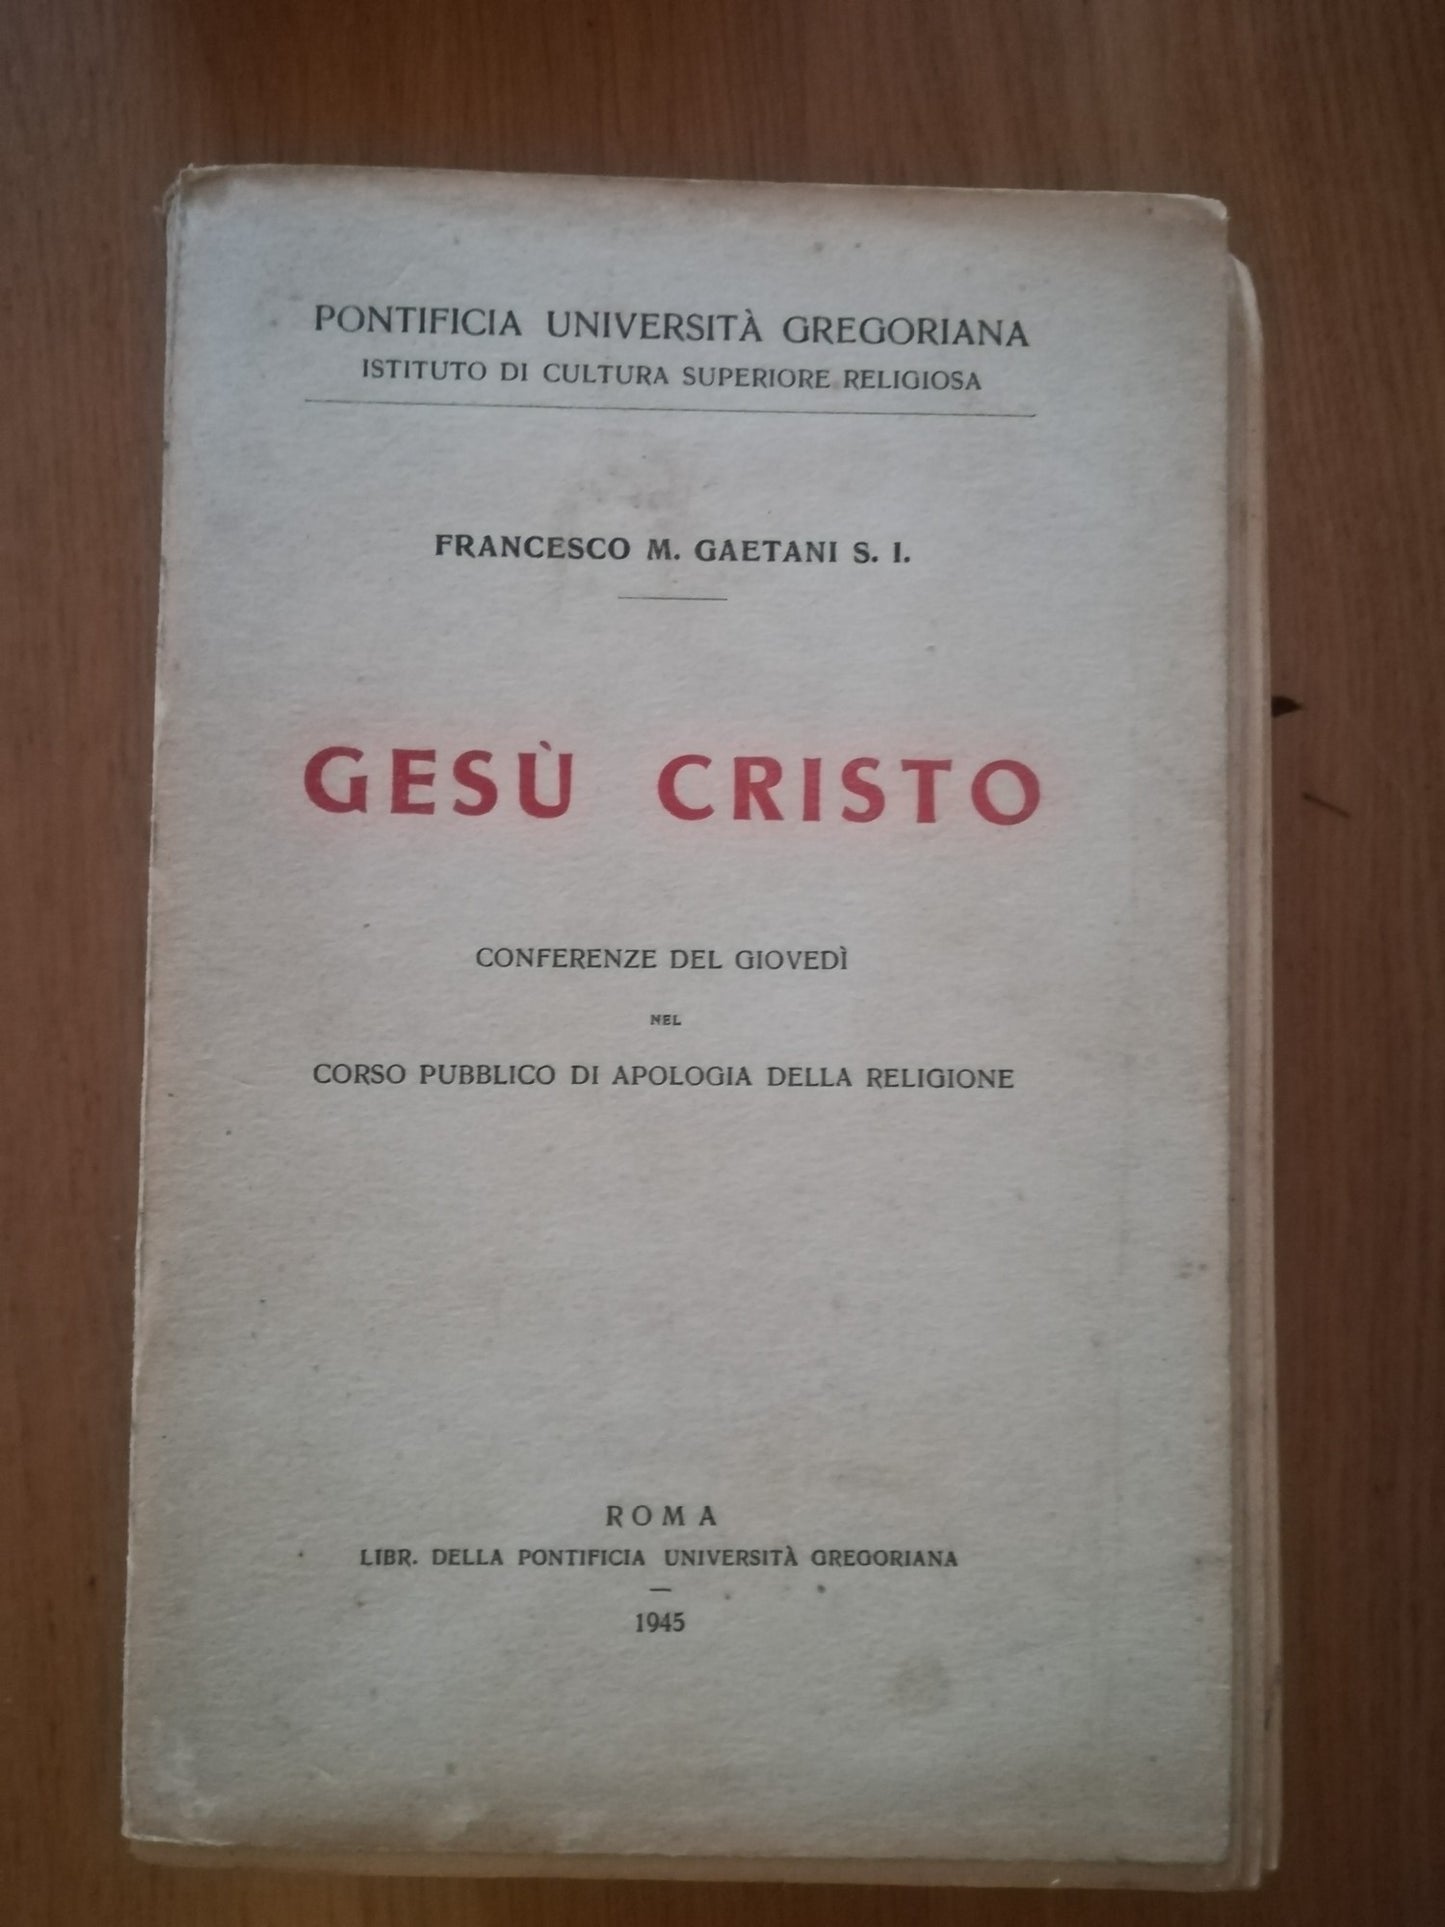 PONTIFICIA UNIVERSITÀ GREGORIANA
ISTITUTO DI CULTURA SUPERIORE RELIGIOSA
FRANCESCO M. GAETANI S. I.
GESÙ CRISTO
CONFERENZE DEL GIOVEDÌ
NEL
CORSO PUBBLICO DI APOLOGIA DELLA RELIGIONE
ROMA
LIBR. DELLA PONTIFICIA UNIVERSITÀ GREGORIANA
—
1945